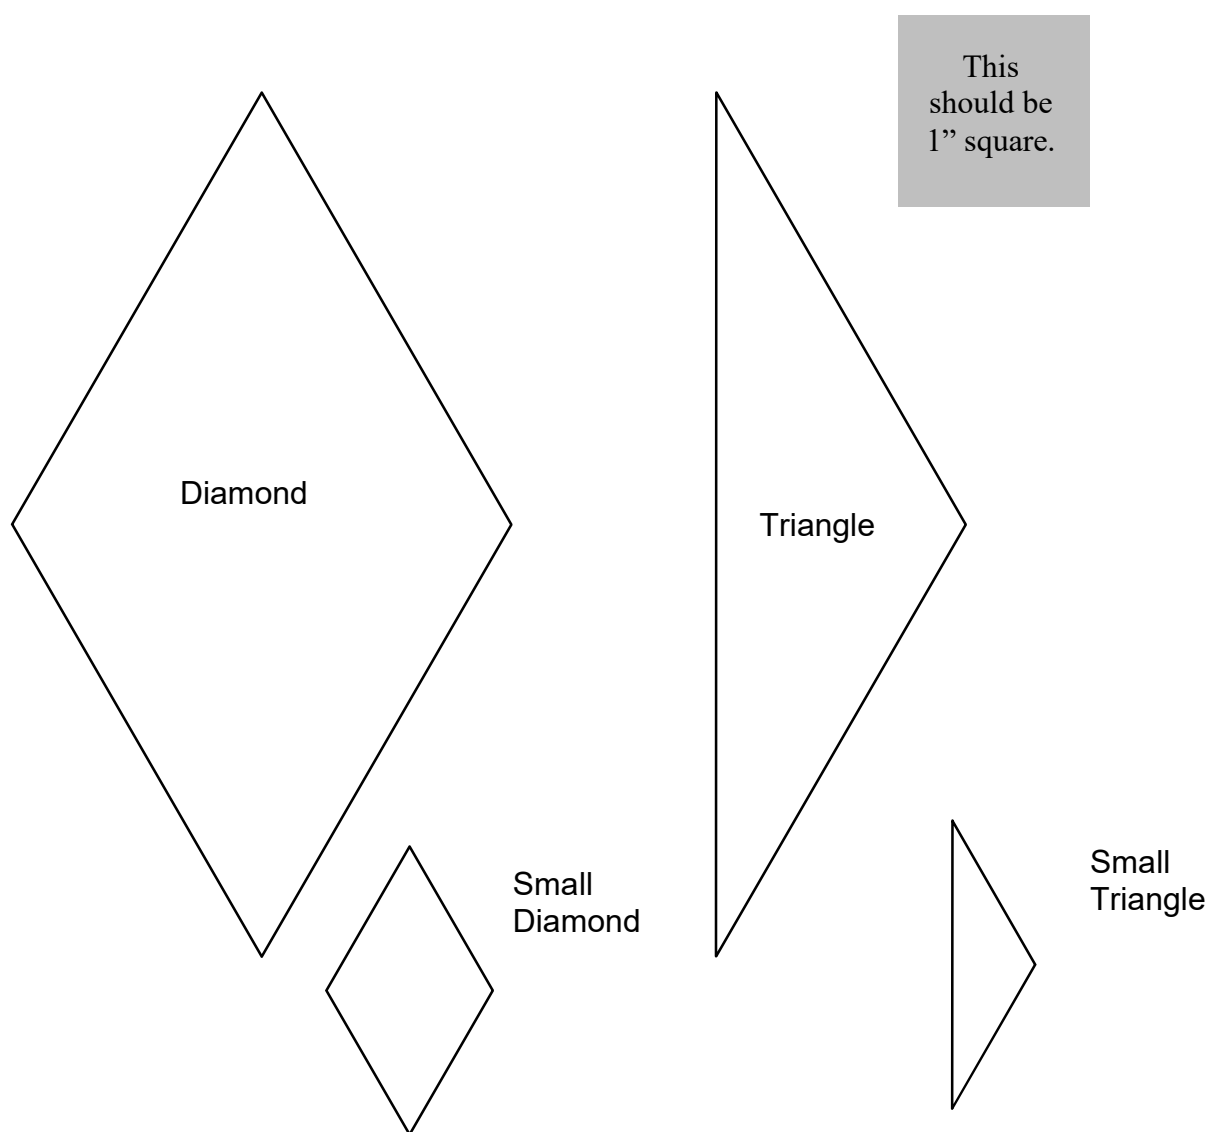 This
should be
1” square.
Diamond
Triangle
Small
Diamond
Small
Triangle